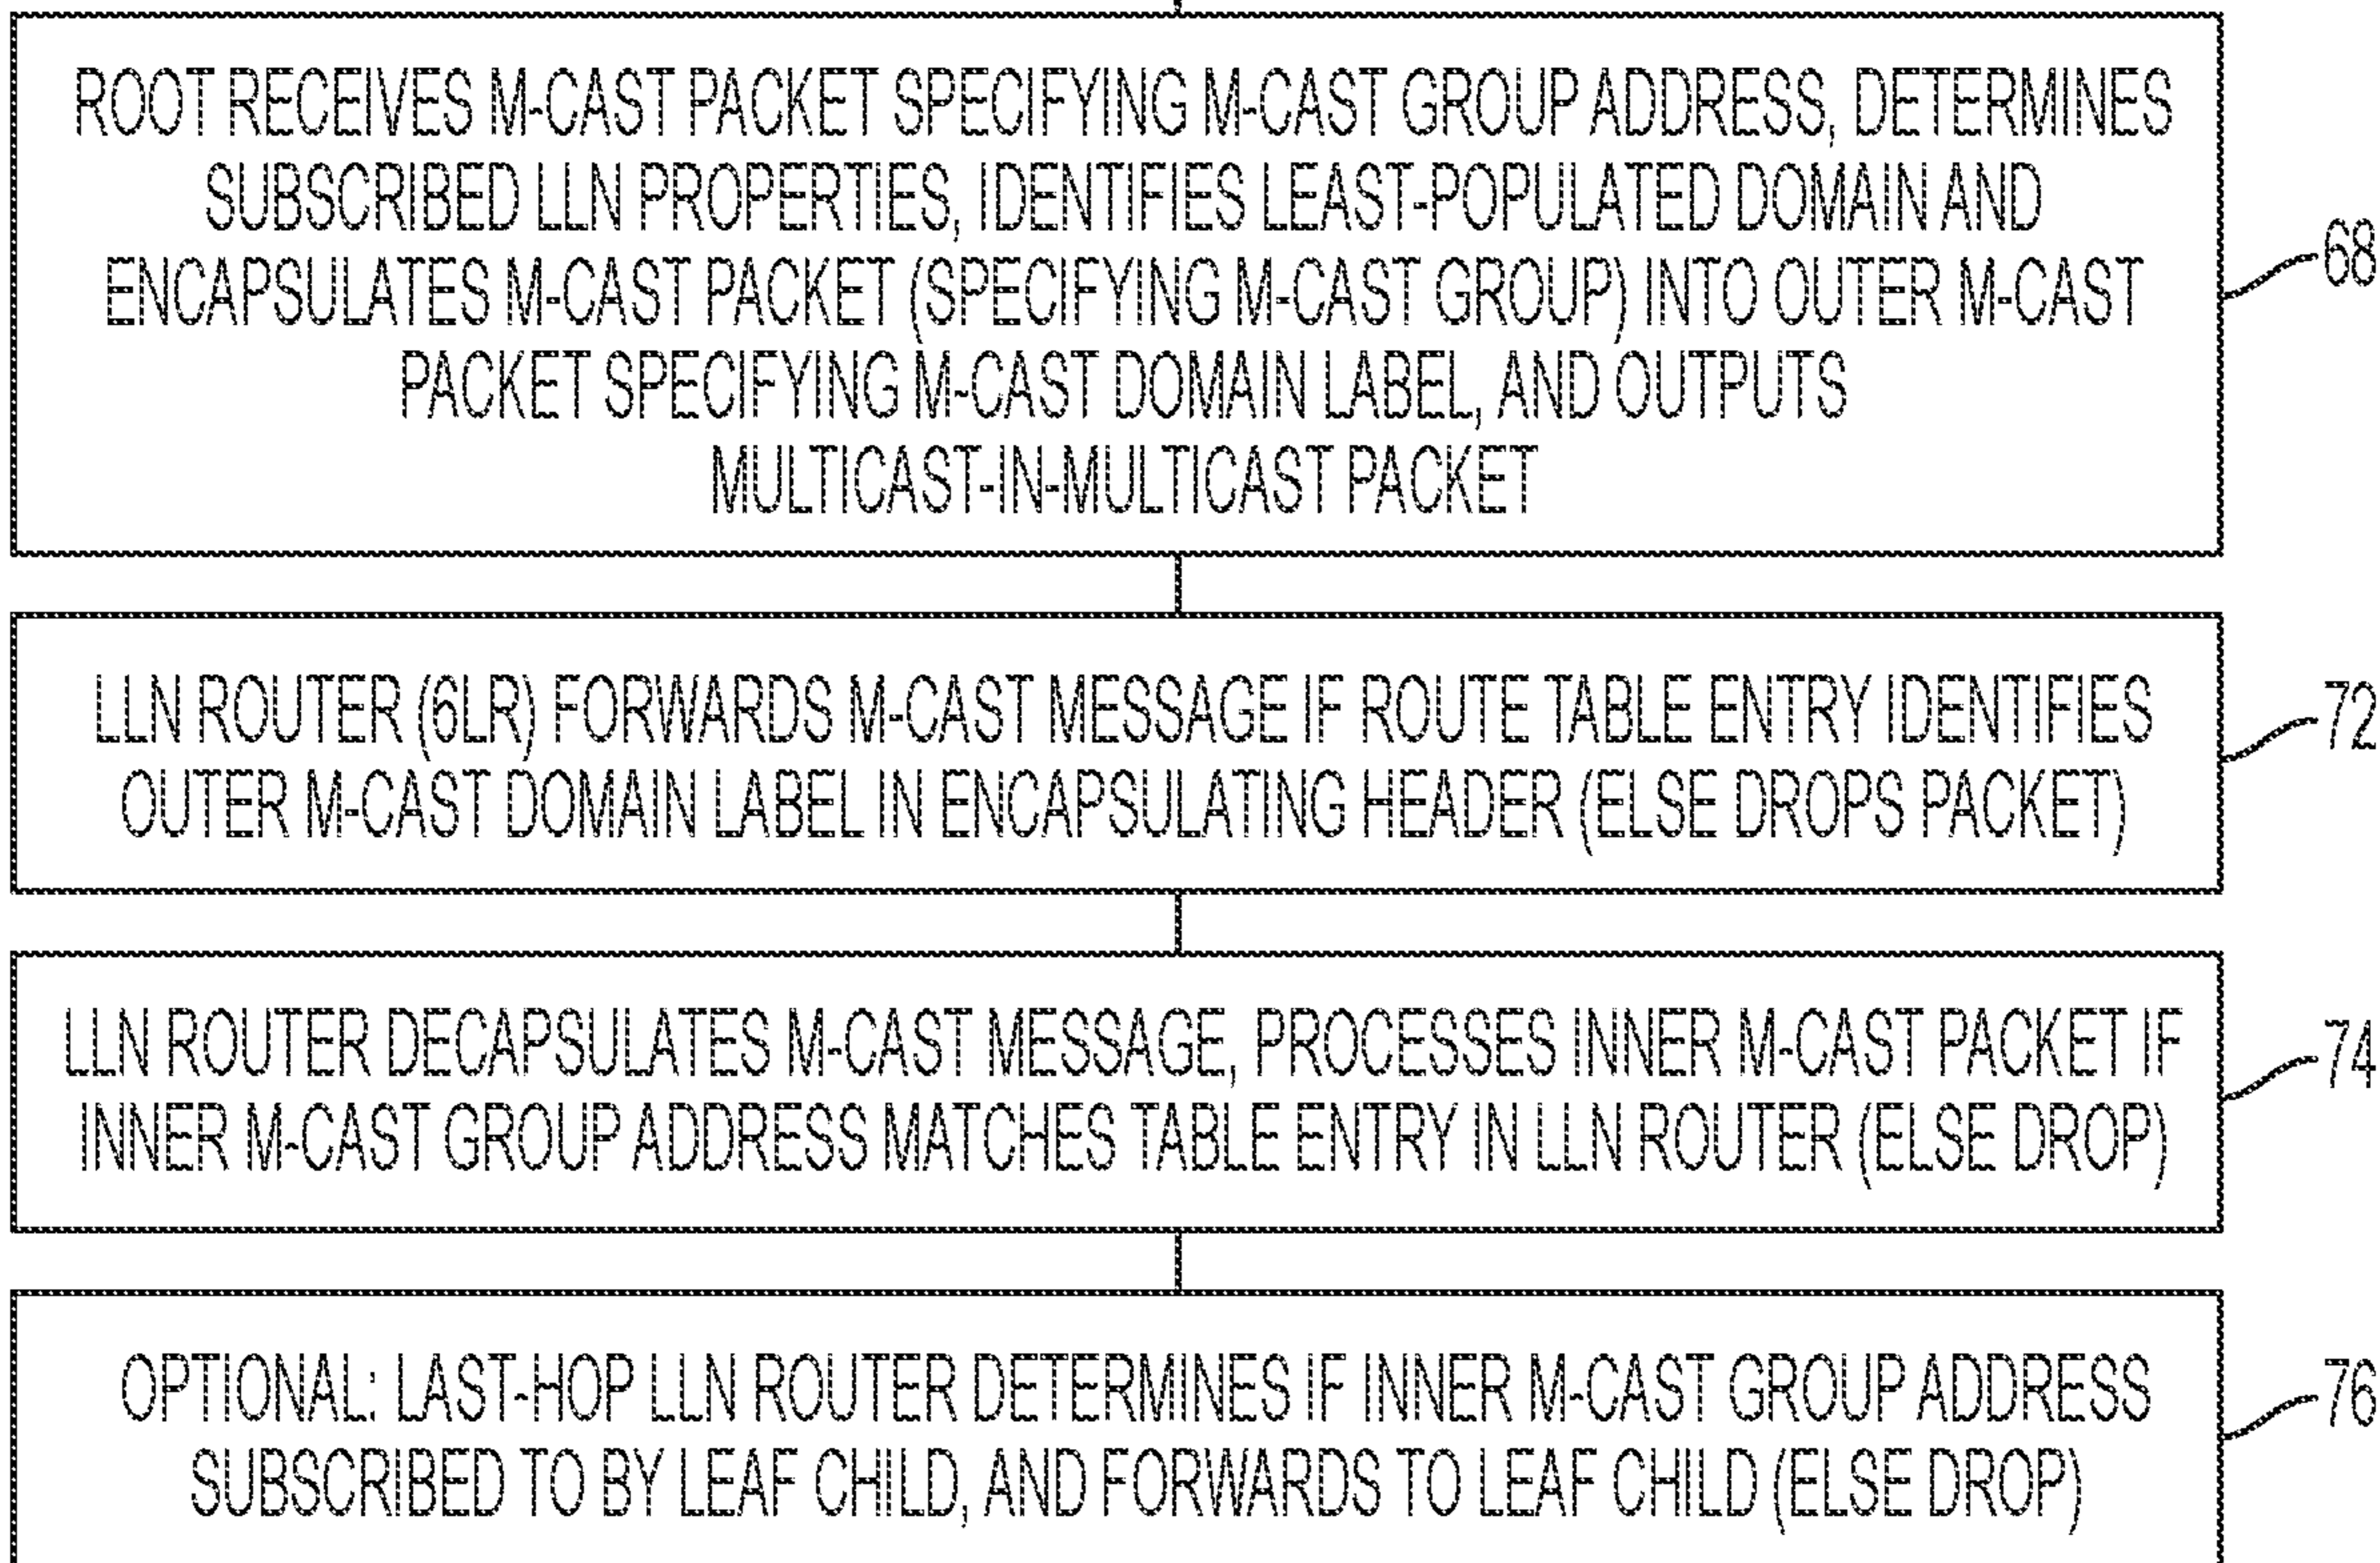 ROOT RECEIVES M-CAST PACKET SPECIFYING M-CAST GROUP ADDRESS, DETERMINES
SUBSCRIBED LLN PROPERTIES, IDENTIFIES LEAST-POPULATED DOMAIN AND
ENCAPSULATES M-CAST PACKET (SPECIFYING M-CAST GROUP) INTO OUTER M-CAST
PACKET SPECIFYING M-CAST DOMAIN LABEL, AND OUTPUTS
MULTICAST-IN-MULTICAST PACKET
68
LLN ROUTER (6LR) FORWARDS M-CAST MESSAGE IF ROUTE TABLE ENTRY IDENTIFIES
OUTER M-CAST DOMAIN LABEL IN ENCAPSULATING HEADER (ELSE DROPS PACKET)
72
LLN ROUTER DECAPSULATES M-CAST MESSAGE, PROCESSES INNER M-CAST PACKET IF
INNER M-CAST GROUP ADDRESS MATCHES TABLE ENTRY IN LLN ROUTER (ELSE DROP)
74
OPTIONAL: LAST-HOP LLN ROUTER DETERMINES IF INNER M-CAST GROUP ADDRESS
SUBSCRIBED TO BY LEAF CHILD, AND FORWARDS TO LEAF CHILD (ELSE DROP)
76